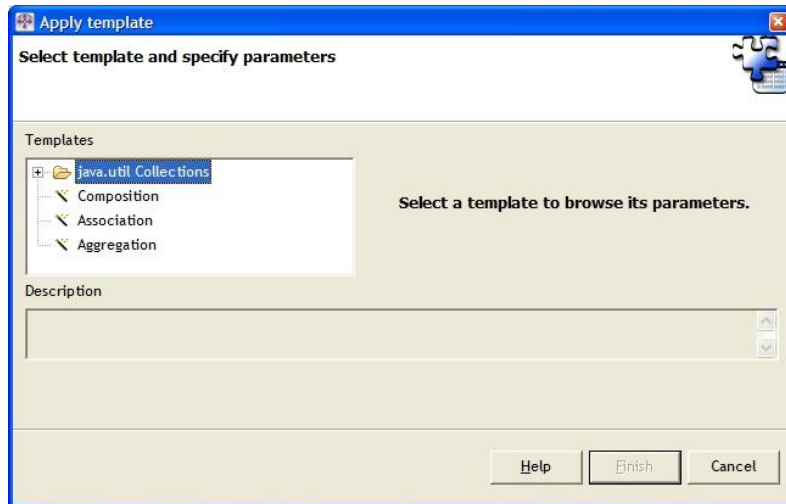 Apply template
Select template and specify parameters
Templates
java.util Collections
Composition
Association
Aggregation
Select a template to browse its parameters.
Description
Help
Finish
Cancel